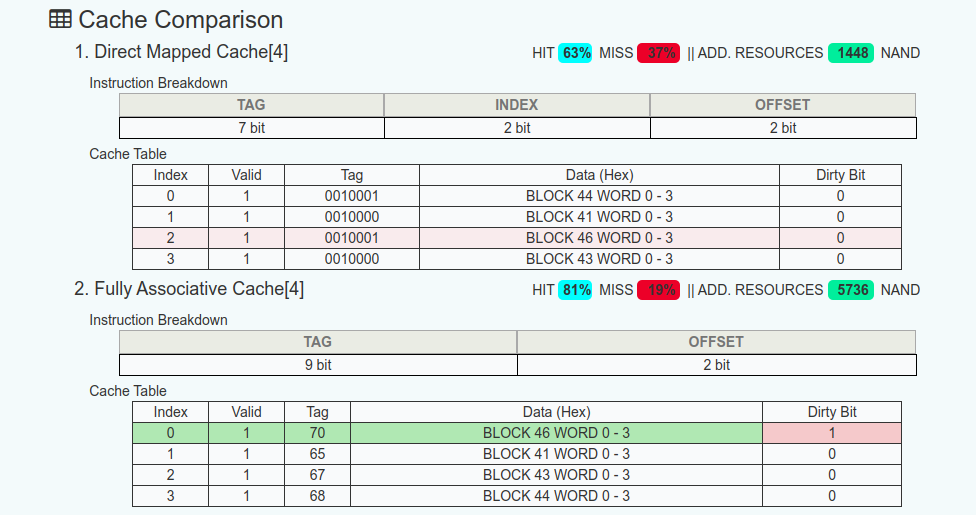 Cache Comparison
1. Direct Mapped Cache[4] HIT 63% MISS 37% || ADD. RESOURCES 1448 NAND
Instruction Breakdown
TAG INDEX OFFSET
7 bit 2 bit 2 bit
Cache Table
Index Valid Tag Data (Hex) Dirty Bit
0 1 0010001 BLOCK 44 WORD 0 - 3 0
1 1 0010000 BLOCK 41 WORD 0 - 3 0
2 1 0010001 BLOCK 46 WORD 0 - 3 0
3 1 0010000 BLOCK 43 WORD 0 - 3 0
2. Fully Associative Cache[4] HIT 81% MISS 19% || ADD. RESOURCES 5736 NAND
Instruction Breakdown
TAG OFFSET
9 bit 2 bit
Cache Table
Index Valid Tag Data (Hex) Dirty Bit
0 1 70 BLOCK 46 WORD 0 - 3 1
1 1 65 BLOCK 41 WORD 0 - 3 0
2 1 67 BLOCK 43 WORD 0 - 3 0
3 1 68 BLOCK 44 WORD 0 - 3 0